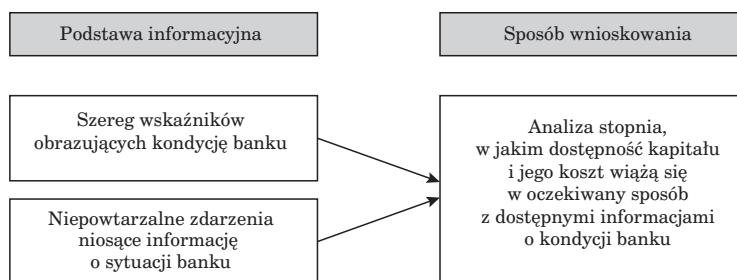 Podstawa informacyjna
Sposób wnioskowania
Szereg wskaźników
obrazujących kondycję banku
Niepowtarzalne zdarzenia
niosące informację
o sytuacji banku
Analiza stopnia,
w jakim dostępność kapitału
i jego koszt wiążą się
w oczekiwany sposób
z dostępnymi informacjami
o kondycji banku